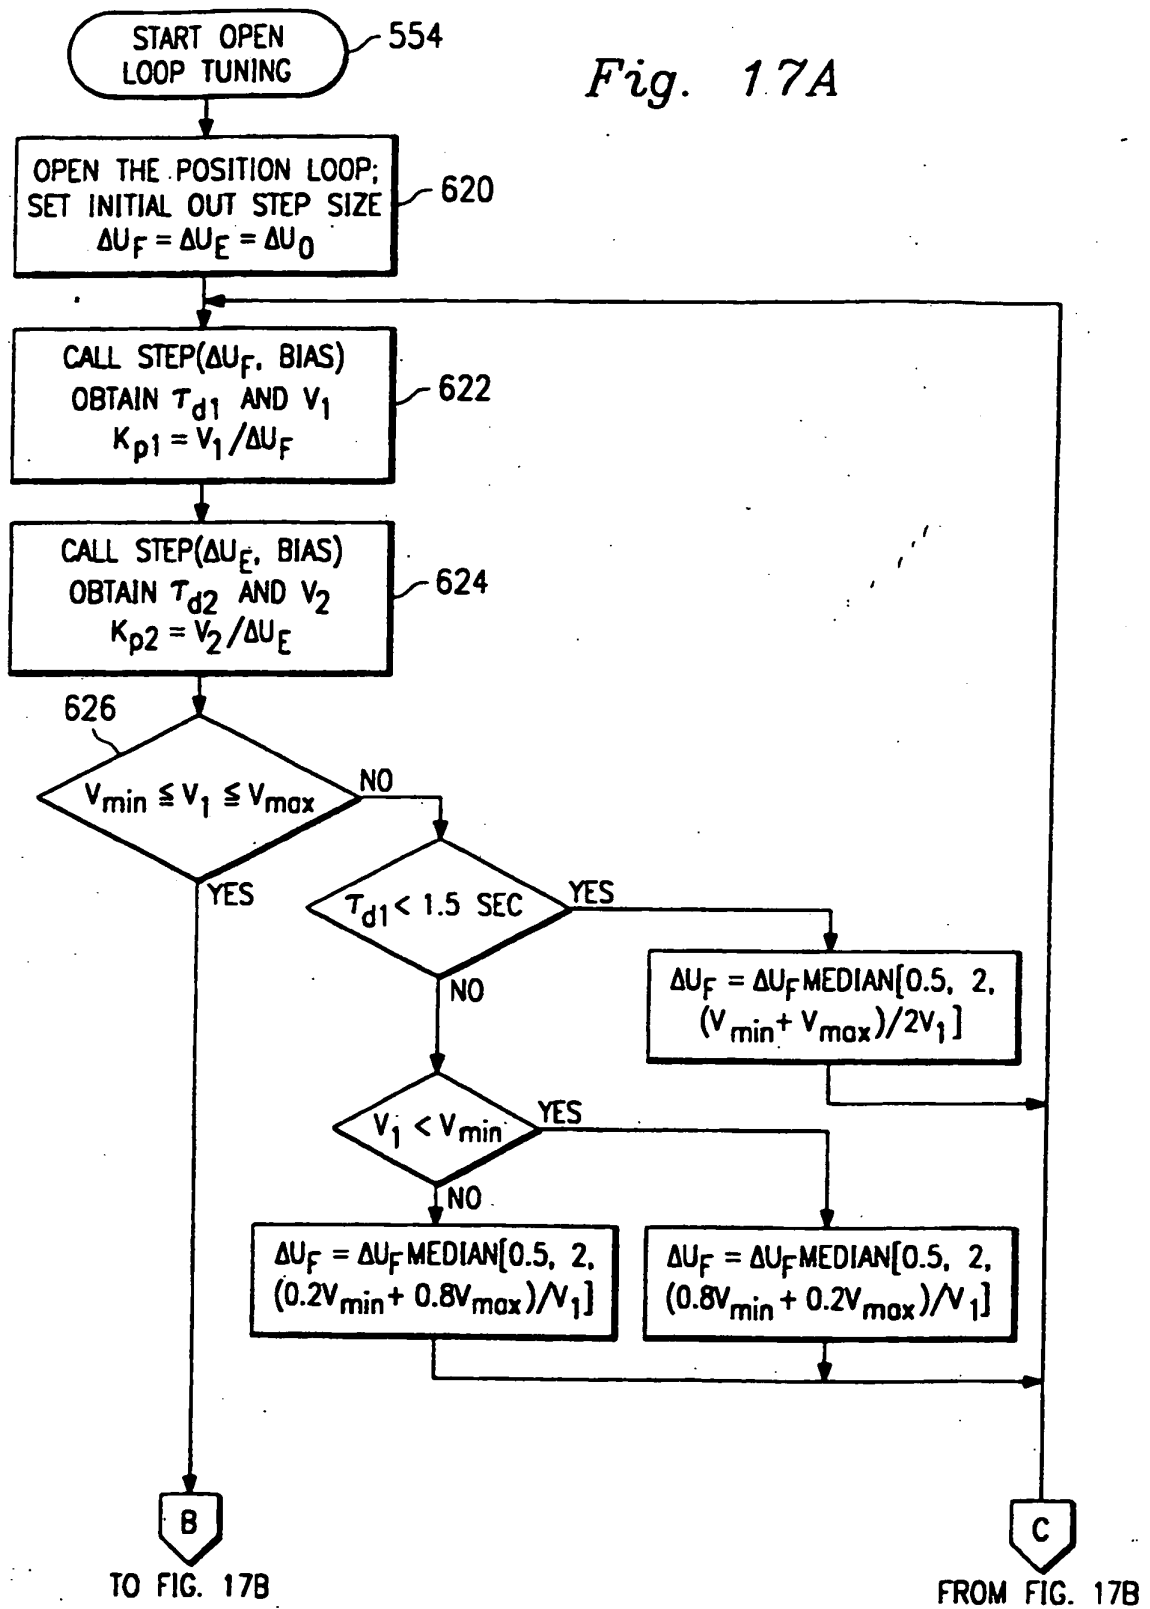 START OPEN
LOOP TUNING
554
Fig. 17A
OPEN THE POSITION LOOP;
SET INITIAL OUT STEP SIZE
ΔU_F = ΔU_E = ΔU_0
620
CALL STEP(ΔU_F, BIAS)
OBTAIN τ_d1 AND V_1
K_p1 = V_1/ΔU_F
622
CALL STEP(ΔU_E, BIAS)
OBTAIN τ_d2 AND V_2
K_p2 = V_2/ΔU_E
624
626
V_min ≦ V_1 ≦ V_max
NO
YES
τ_d1 < 1.5 SEC
YES
NO
ΔU_F = ΔU_F MEDIAN[0.5, 2,
(V_min + V_max)/2V_1]
V_1 < V_min
YES
NO
ΔU_F = ΔU_F MEDIAN[0.5, 2,
(0.2V_min + 0.8V_max)/V_1]
ΔU_F = ΔU_F MEDIAN[0.5, 2,
(0.8V_min + 0.2V_max)/V_1]
B
TO FIG. 17B
C
FROM FIG. 17B